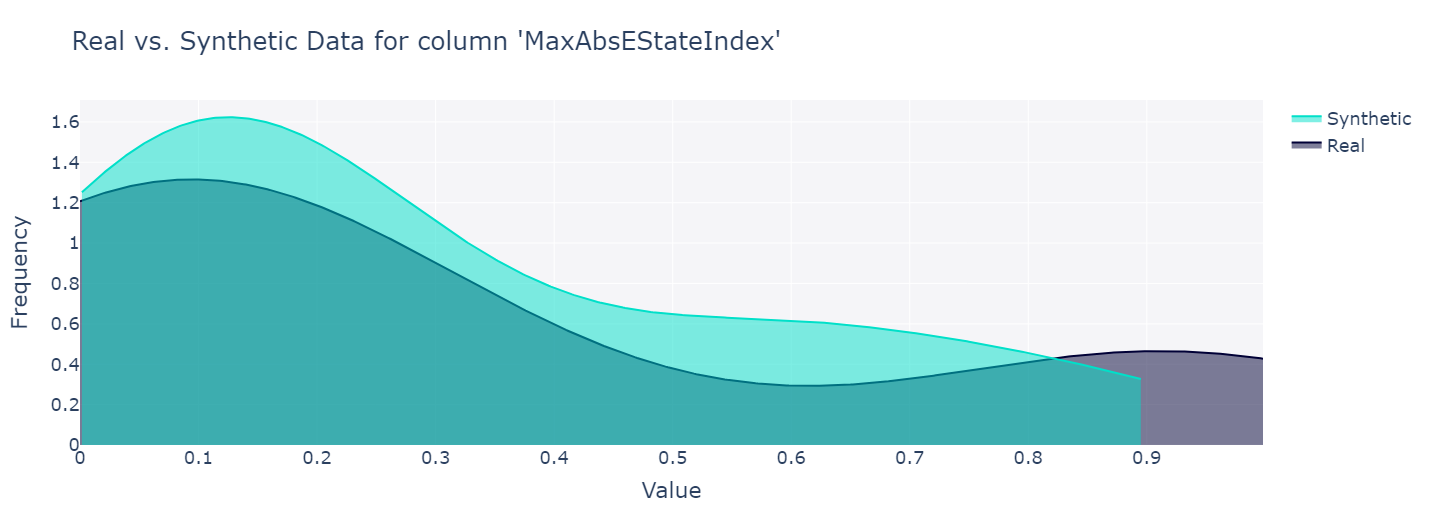 Real vs. Synthetic Data for column 'MaxAbsEStateIndex'
Synthetic
Real
Frequency
1.6
1.4
1.2
1
0.8
0.6
0.4
0.2
0
0 0.1 0.2 0.3 0.4 0.5 0.6 0.7 0.8 0.9
Value